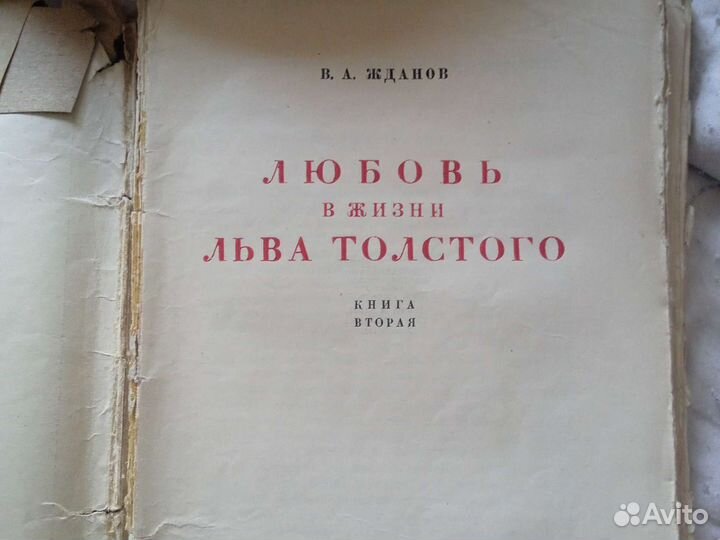 В. А. ЖДАНОВ
ЛЮБОВЬ
В ЖИЗНИ
ЛЬВА ТОЛСТОГО
КНИГА
ВТОРАЯ
Avito